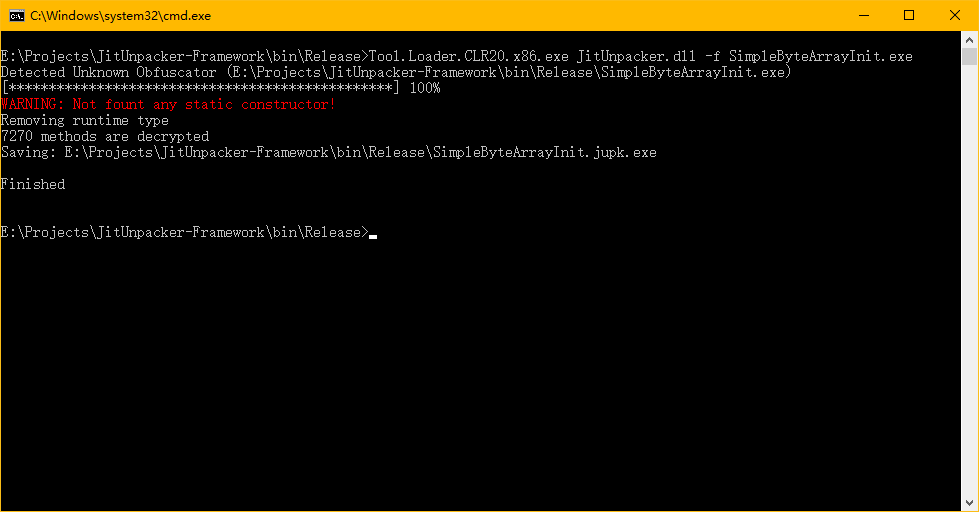 C:\Windows\system32\cmd.exe
E:\Projects\JitUnpacker-Framework\bin\Release>Tool.Loader.CLR20.x86.exe JitUnpacker.dll -f SimpleByteArrayInit.exe
Detected Unknown Obfuscator (E:\Projects\JitUnpacker-Framework\bin\Release\SimpleByteArrayInit.exe)
[************************************************] 100%
WARNING: Not fount any static constructor!
Removing runtime type
7270 methods are decrypted
Saving: E:\Projects\JitUnpacker-Framework\bin\Release\SimpleByteArrayInit.jupk.exe
Finished
E:\Projects\JitUnpacker-Framework\bin\Release>